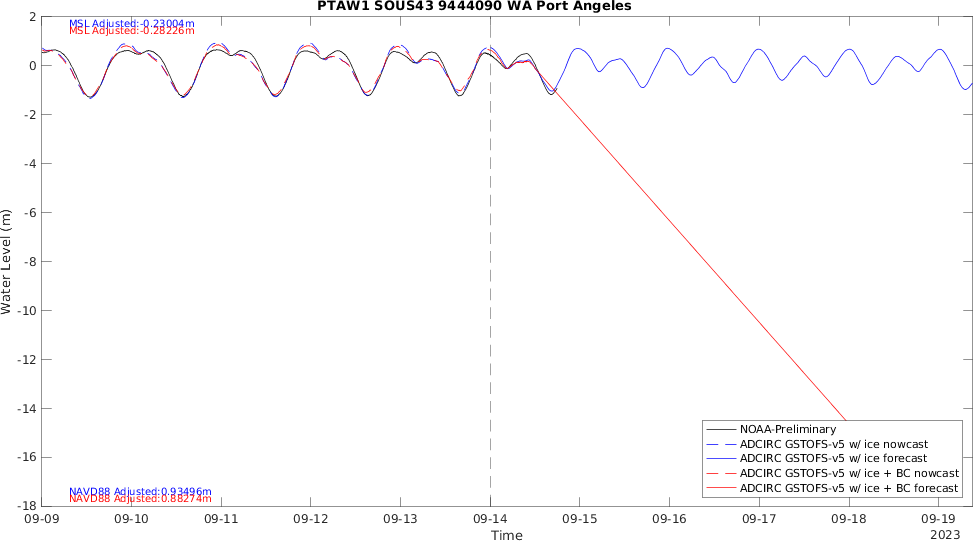 PTAW1 SOUS43 9444090 WA Port Angeles
MSL Adjusted:-0.23004m
MSL Adjusted:-0.28226m
2
0
-2
-4
-6
-8
-10
-12
-14
-16
-18
Water Level (m)
NOAA-Preliminary
ADCIRC GSTOFS-v5 w/ ice nowcast
ADCIRC GSTOFS-v5 w/ ice forecast
ADCIRC GSTOFS-v5 w/ ice + BC nowcast
ADCIRC GSTOFS-v5 w/ ice + BC forecast
NAVD88 Adjusted:0.93496m
NAVD88 Adjusted:0.88274m
09-09 09-10 09-11 09-12 09-13 09-14 09-15 09-16 09-17 09-18 09-19
Time
2023